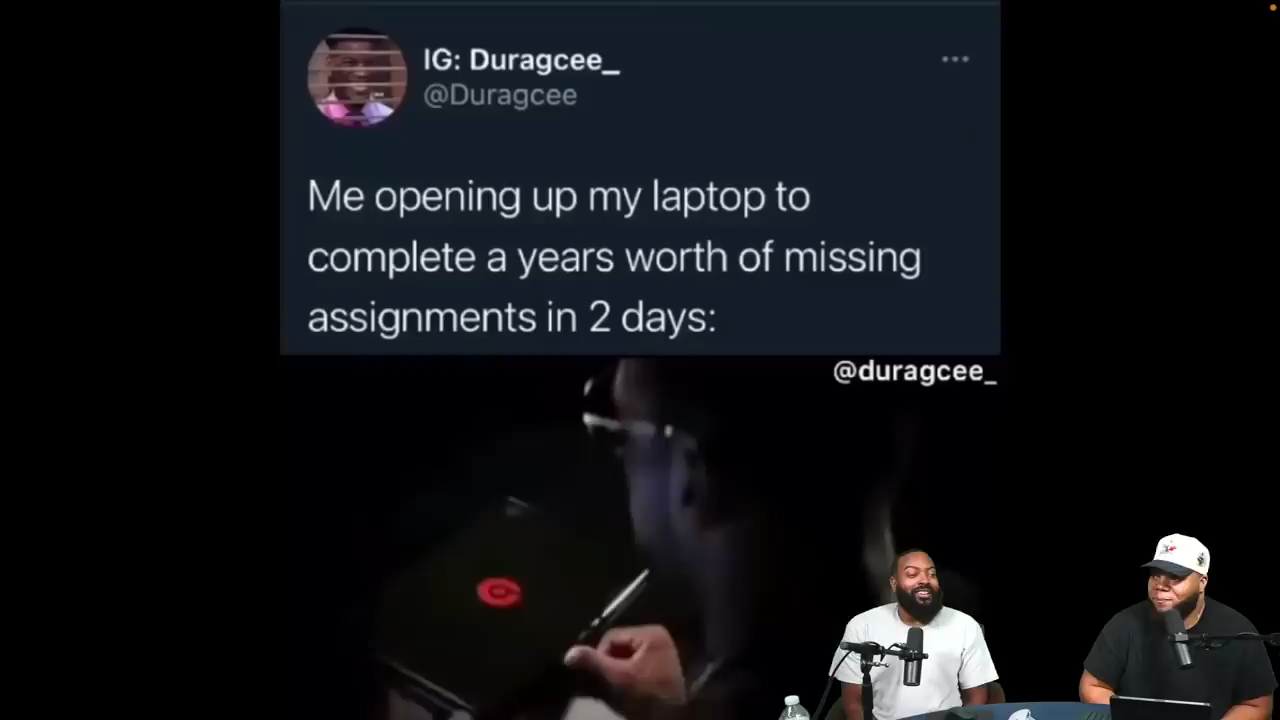 IG: Duragcee_
@Duragcee
Me opening up my laptop to
complete a years worth of missing
assignments in 2 days:
@duragcee_